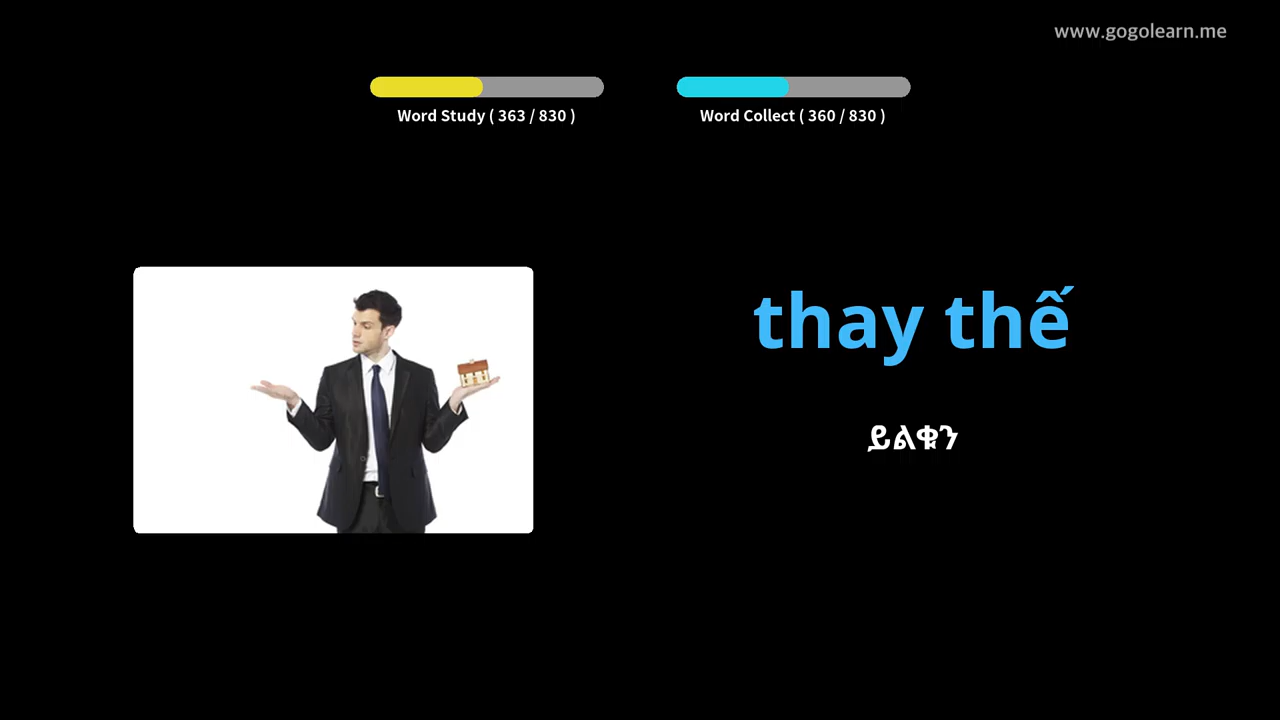 www.gogolearn.me
Word Study ( 363 / 830 )
Word Collect ( 360 / 830 )
thay thế
ይልቁን